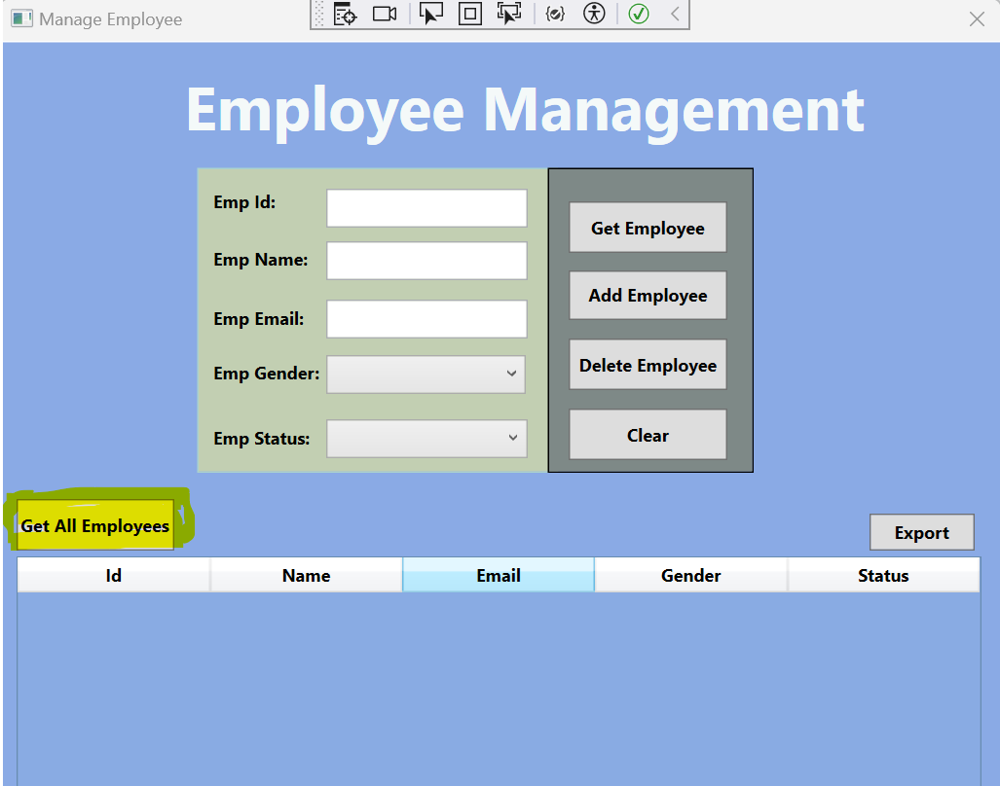 Manage Employee
Employee Management
Emp Id:
Emp Name:
Emp Email:
Emp Gender:
Emp Status:
Get Employee
Add Employee
Delete Employee
Clear
Get All Employees
Export
Id Name Email Gender Status